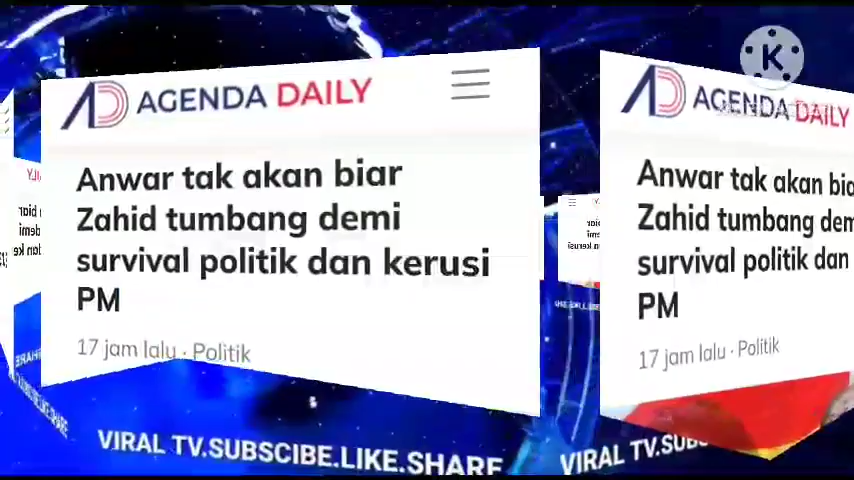 AGENDA DAILY
Anwar tak akan biar
Zahid tumbang demi
survival politik dan kerusi
PM
17 jam lalu · Politik
VIRAL TV.SUBSCIBE.LIKE.SHARE
K
AGENDA DAILY
Anwar tak akan bia
Zahid tumbang dem
survival politik dan
PM
17 jam lalu · Politik
VIRAL TV.SUB